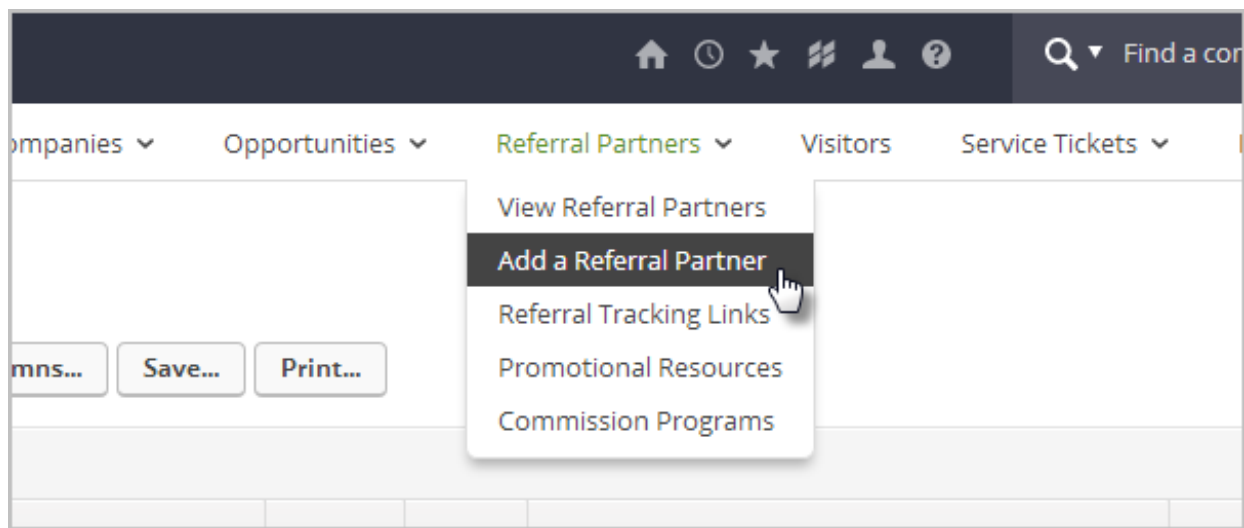 Find a cor
ompanies Opportunities Referral Partners Visitors Service Tickets
View Referral Partners
Add a Referral Partner
Referral Tracking Links
mns... Save... Print...
Promotional Resources
Commission Programs